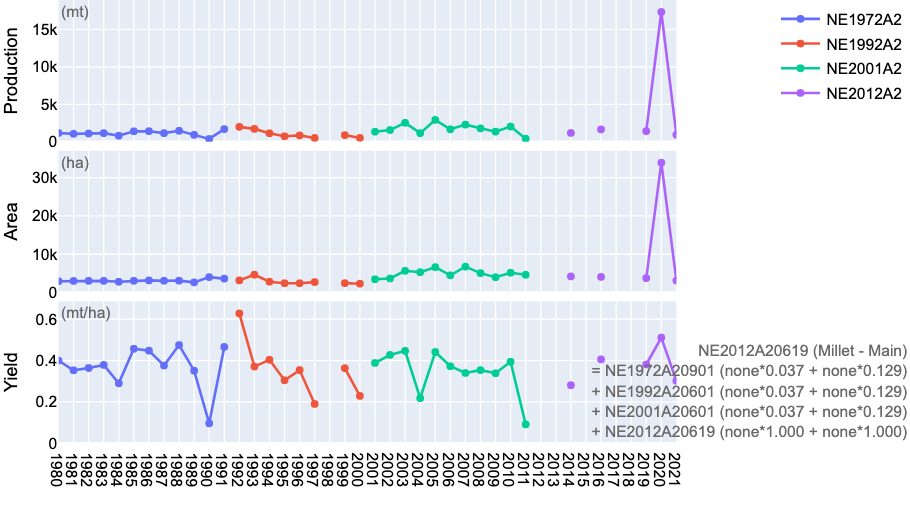 (mt)
Production
15k
10k
5k
0
NE1972A2
NE1992A2
NE2001A2
NE2012A2
(ha)
Area
30k
20k
10k
0
(mt/ha)
Yield
0.6
0.4
0.2
0
NE2012A20619 (Millet - Main)
= NE1972A20901 (none*0.037 + none*0.129)
+ NE1992A20601 (none*0.037 + none*0.129)
+ NE2001A20601 (none*0.037 + none*0.129)
+ NE2012A20619 (none*1.000 + none*1.000)
1980 1981 1982 1983 1984 1985 1986 1987 1988 1989 1990 1991 1992 1993 1994 1995 1996 1997 1998 1999 2000 2001 2002 2003 2004 2005 2006 2007 2008 2009 2010 2011 2012 2013 2014 2015 2016 2017 2018 2019 2020 2021